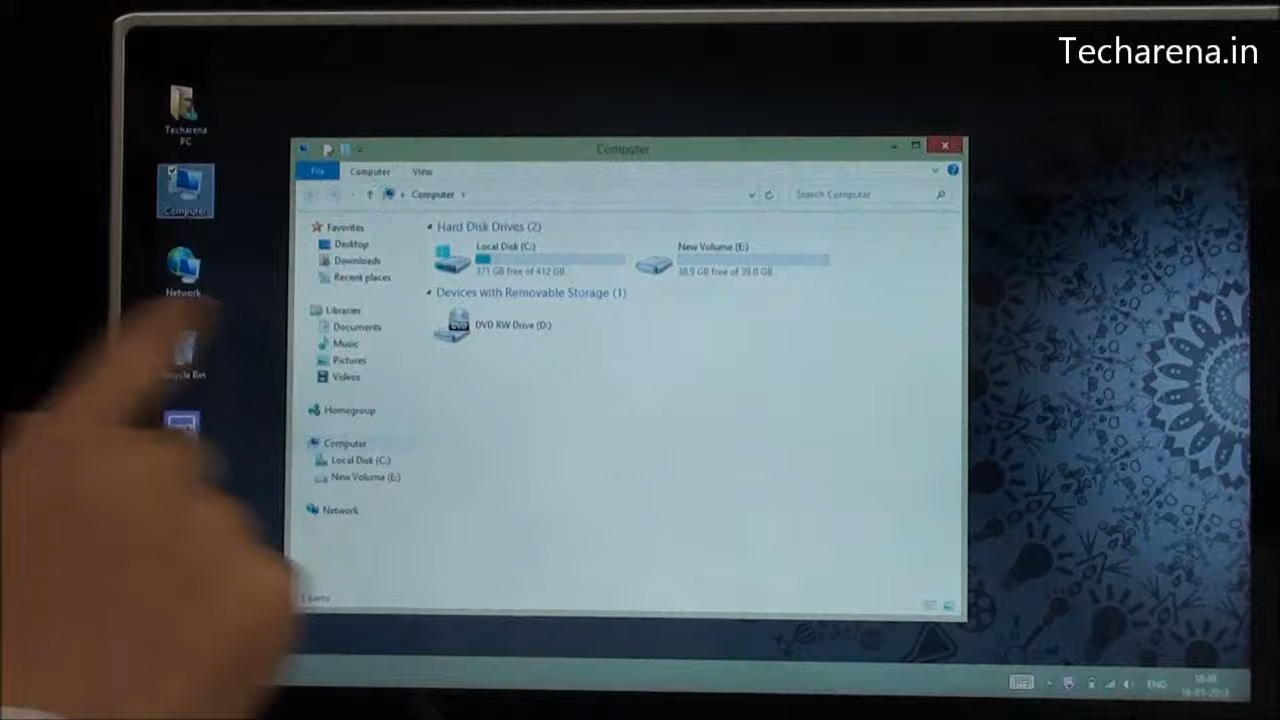 Techarena.in
Techarena
PC
Computer
Network
Recycle Bin
Computer
File
Computer
View
Computer
Search Computer
Favorites
Desktop
Downloads
Recent places
Libraries
Documents
Music
Pictures
Videos
Homegroup
Computer
Local Disk (C:)
New Volume (E:)
Network
Hard Disk Drives (2)
Local Disk (C:)
371 GB free of 412 GB
New Volume (E:)
38.9 GB free of 39.0 GB
Devices with Removable Storage (1)
DVD RW Drive (D:)
DVD
3 items
ENG